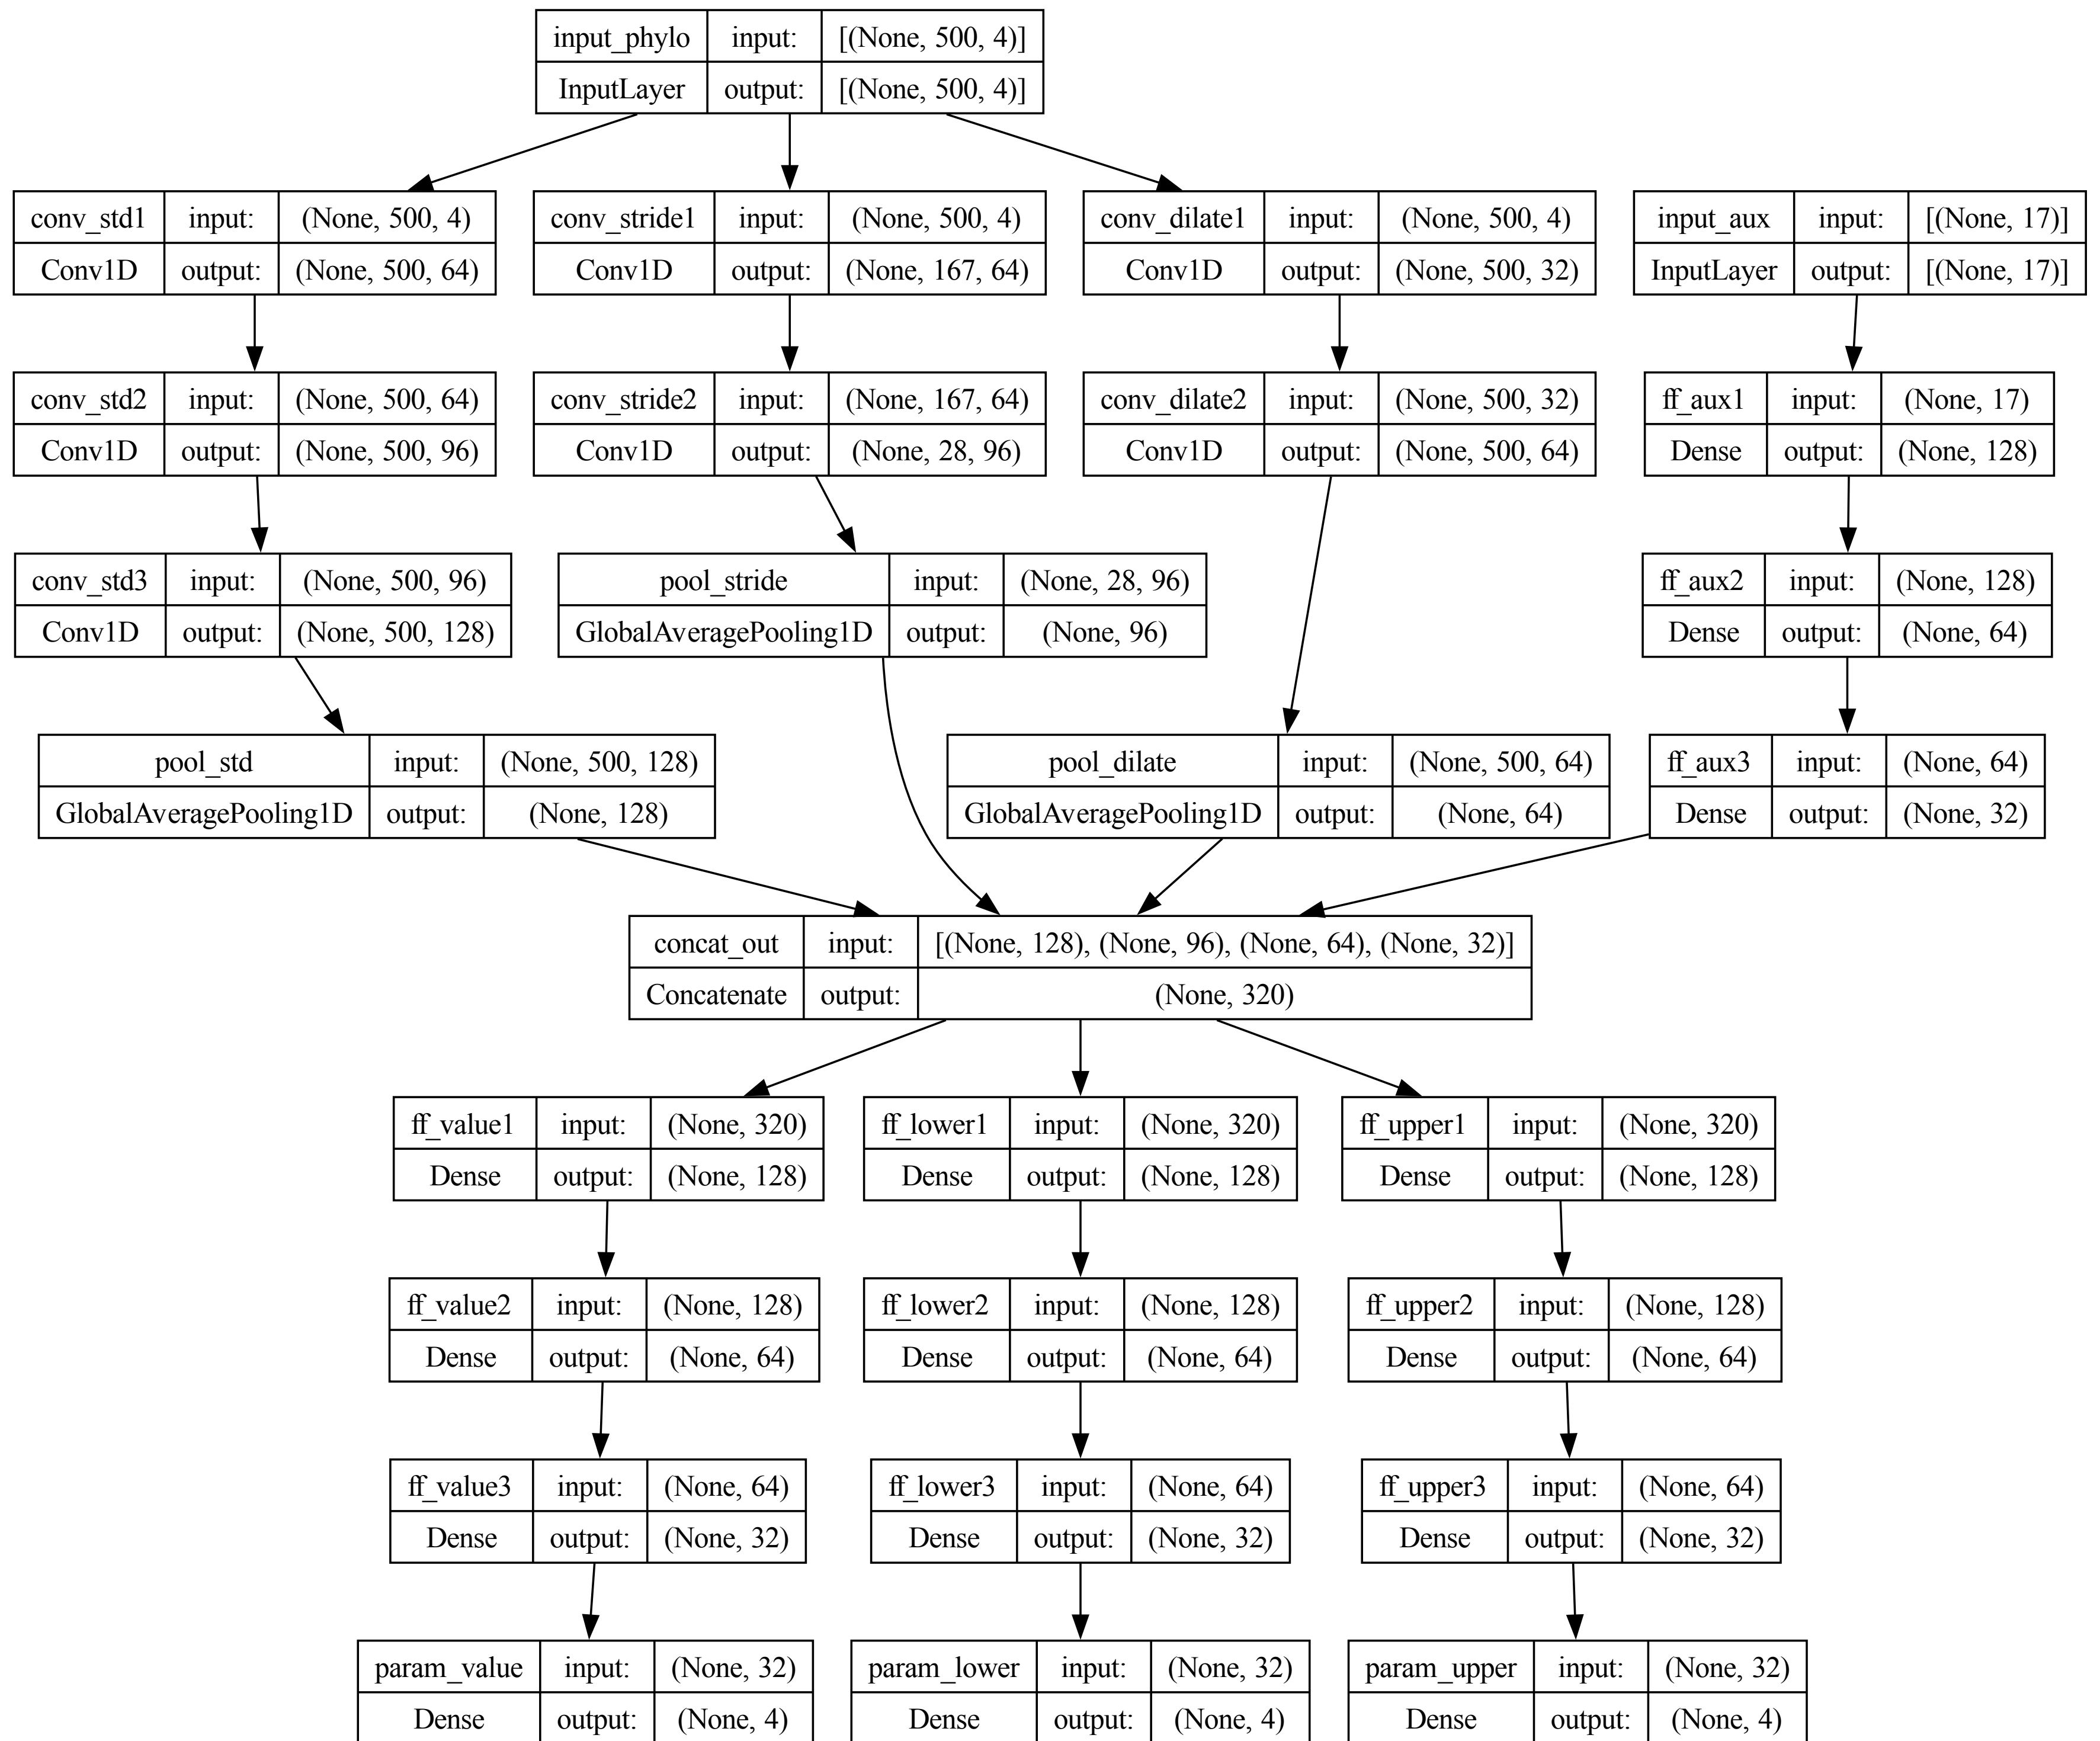 input_phylo input: [(None, 500, 4)]
InputLayer output: [(None, 500, 4)]
conv_std1 input: (None, 500, 4)
Conv1D output: (None, 500, 64)
conv_stride1 input: (None, 500, 4)
Conv1D output: (None, 167, 64)
conv_dilate1 input: (None, 500, 4)
Conv1D output: (None, 500, 32)
input_aux input: [(None, 17)]
InputLayer output: [(None, 17)]
conv_std2 input: (None, 500, 64)
Conv1D output: (None, 500, 96)
conv_stride2 input: (None, 167, 64)
Conv1D output: (None, 28, 96)
conv_dilate2 input: (None, 500, 32)
Conv1D output: (None, 500, 64)
ff_aux1 input: (None, 17)
Dense output: (None, 128)
conv_std3 input: (None, 500, 96)
Conv1D output: (None, 500, 128)
pool_stride input: (None, 28, 96)
GlobalAveragePooling1D output: (None, 96)
ff_aux2 input: (None, 128)
Dense output: (None, 64)
pool_std input: (None, 500, 128)
GlobalAveragePooling1D output: (None, 128)
pool_dilate input: (None, 500, 64)
GlobalAveragePooling1D output: (None, 64)
ff_aux3 input: (None, 64)
Dense output: (None, 32)
concat_out input: [(None, 128), (None, 96), (None, 64), (None, 32)]
Concatenate output: (None, 320)
ff_value1 input: (None, 320)
Dense output: (None, 128)
ff_lower1 input: (None, 320)
Dense output: (None, 128)
ff_upper1 input: (None, 320)
Dense output: (None, 128)
ff_value2 input: (None, 128)
Dense output: (None, 64)
ff_lower2 input: (None, 128)
Dense output: (None, 64)
ff_upper2 input: (None, 128)
Dense output: (None, 64)
ff_value3 input: (None, 64)
Dense output: (None, 32)
ff_lower3 input: (None, 64)
Dense output: (None, 32)
ff_upper3 input: (None, 64)
Dense output: (None, 32)
param_value input: (None, 32)
Dense output: (None, 4)
param_lower input: (None, 32)
Dense output: (None, 4)
param_upper input: (None, 32)
Dense output: (None, 4)